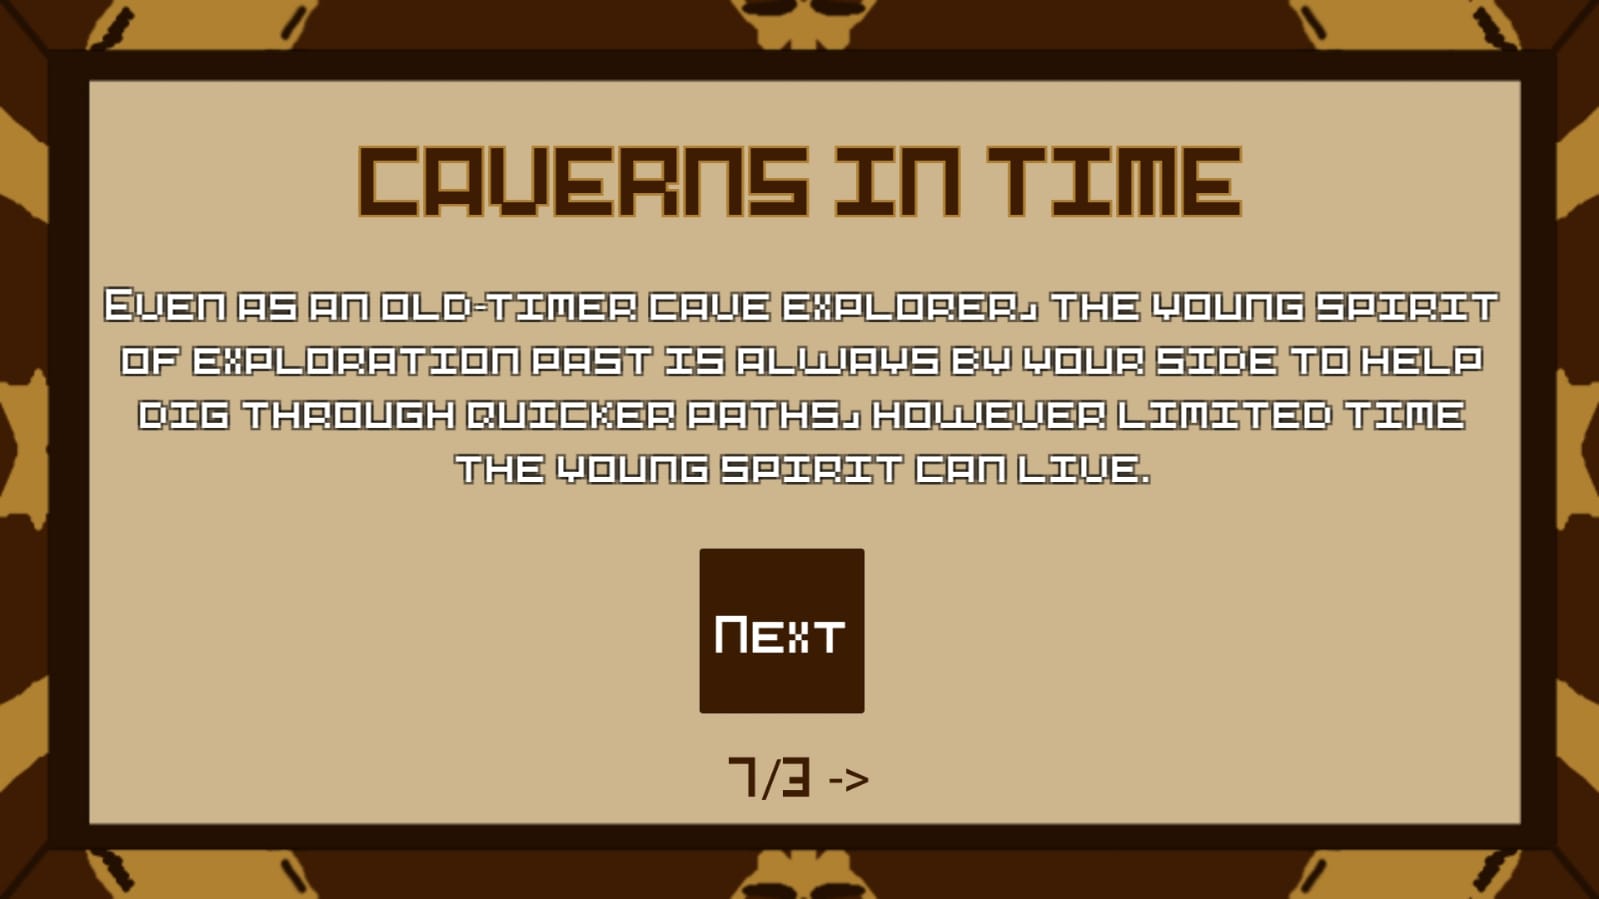 CAVERNS IN TIME
EVEN AS AN OLD-TIMER CAVE EXPLORER, THE YOUNG SPIRIT
OF EXPLORATION PAST IS ALWAYS BY YOUR SIDE TO HELP
DIG THROUGH QUICKER PATHS, HOWEVER LIMITED TIME
THE YOUNG SPIRIT CAN LIVE.
NEXT
1/3 ->